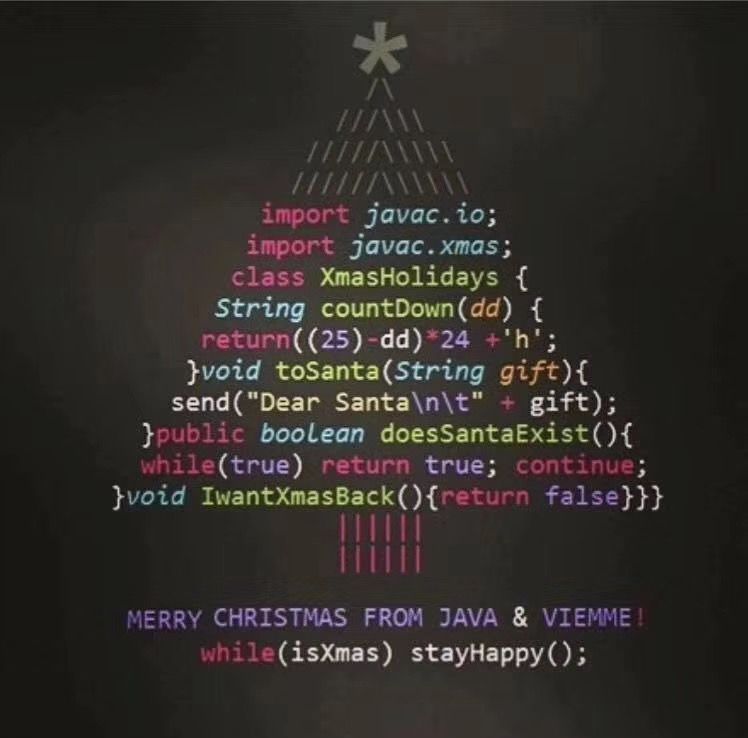 *
/\
///\\\
/////\\\\\
//////\\\\\\
import javac.io;
import javac.xmas;
class XmasHolidays {
String countDown(dd) {
return((25)-dd)*24 +'h';
}void toSanta(String gift){
send("Dear Santa\n\t" + gift);
}public boolean doesSantaExist(){
while(true) return true; continue;
}void IwantXmasBack(){return false}}}
||||||
||||||
MERRY CHRISTMAS FROM JAVA & VIEMME!
while(isXmas) stayHappy();